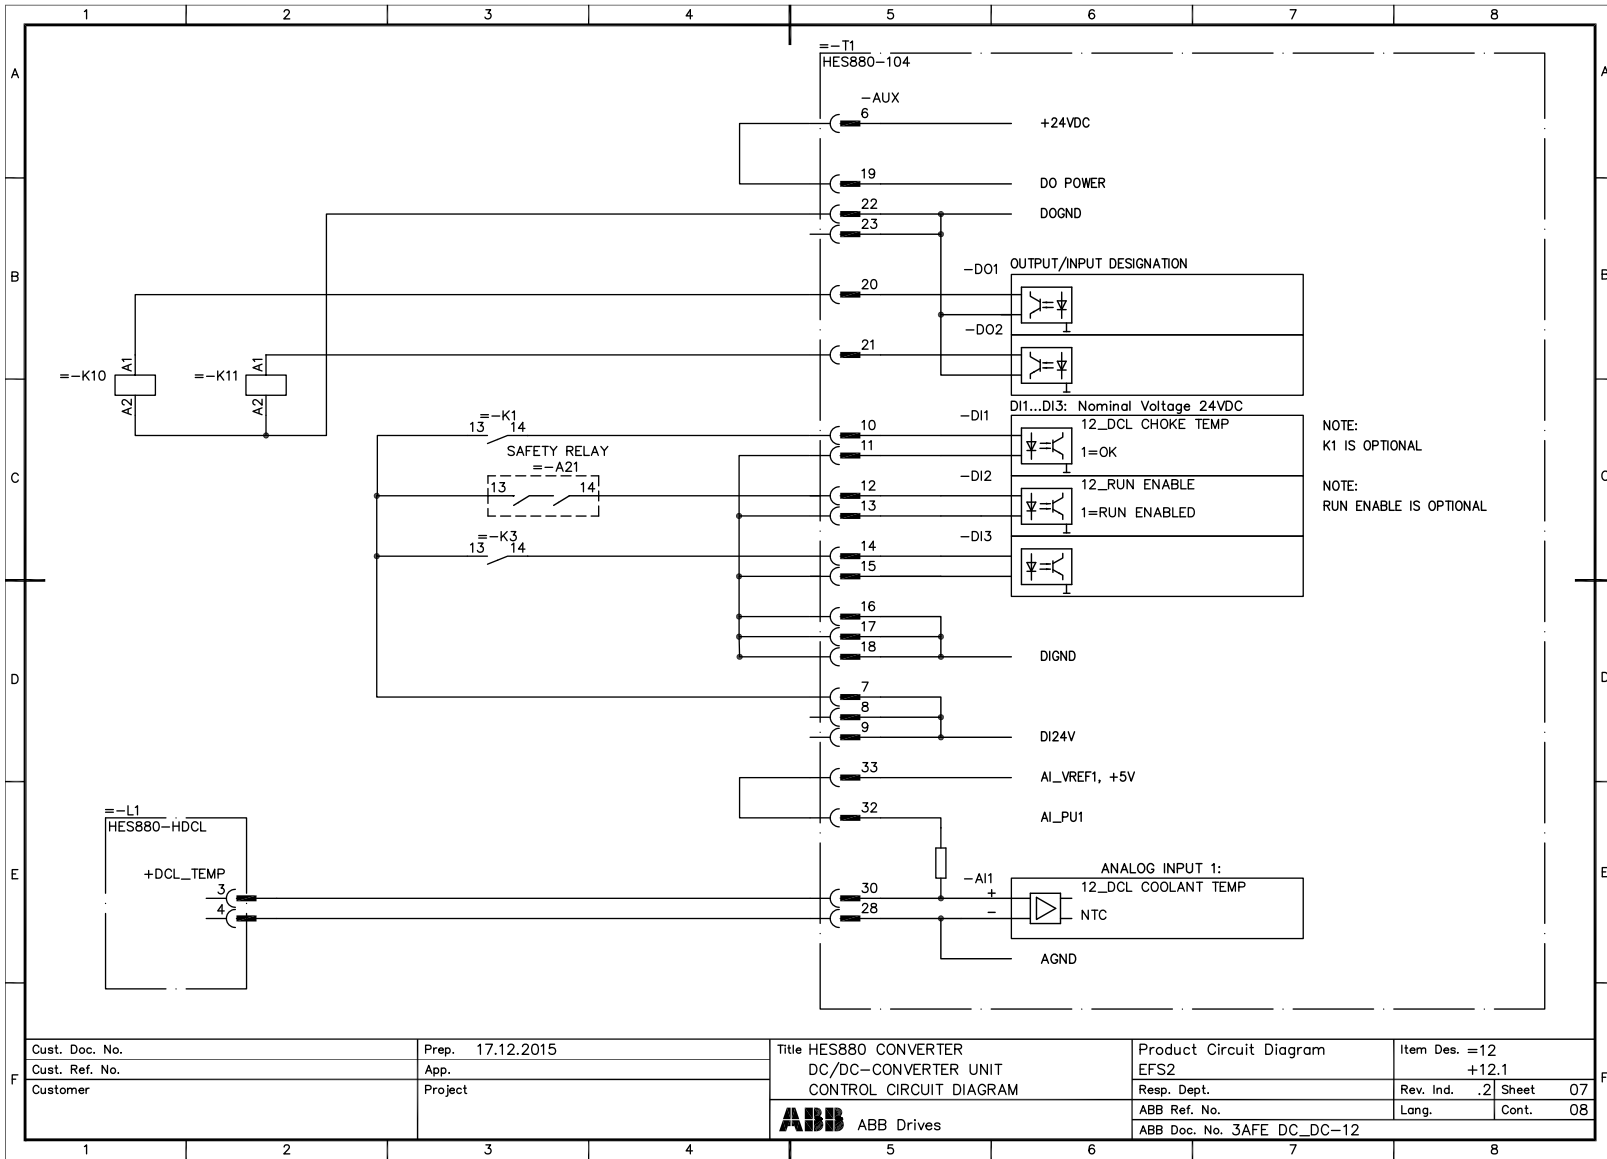 1 2 3 4 5 6 7 8
=-T1
A HES880-104 A
-AUX
6 +24VDC
19 DO POWER
22 DOGND
23
-DO1 OUTPUT/INPUT DESIGNATION
B B
20
-DO2
21
A1 A1
=-K10 =-K11
A2 A2
DI1...DI3: Nominal Voltage 24VDC
=-K1
13 14 10 -DI1 12_DCL CHOKE TEMP NOTE:
11 1=OK K1 IS OPTIONAL
SAFETY RELAY
=-A21
C C
13 14 12 -DI2 12_RUN ENABLE NOTE:
13 1=RUN ENABLED RUN ENABLE IS OPTIONAL
=-K3
13 14 14 -DI3
15
16
17
18 DIGND
D D
7
8
9 DI24V
33 AI_VREF1, +5V
=-L1
32 AI_PU1
HES880-HDCL
ANALOG INPUT 1:
E +DCL_TEMP E
3 30 -AI1 + 12_DCL COOLANT TEMP
4 28 - NTC
AGND
Cust. Doc. No. Prep. 17.12.2015 Title HES880 CONVERTER Product Circuit Diagram Item Des. =12
Cust. Ref. No. App. DC/DC-CONVERTER UNIT EFS2 +12.1
F F
Customer Project CONTROL CIRCUIT DIAGRAM Resp. Dept. Rev. Ind. .2 Sheet 07
ABB ABB Drives ABB Ref. No. Lang. Cont. 08
ABB Doc. No. 3AFE DC_DC-12
1 2 3 4 5 6 7 8